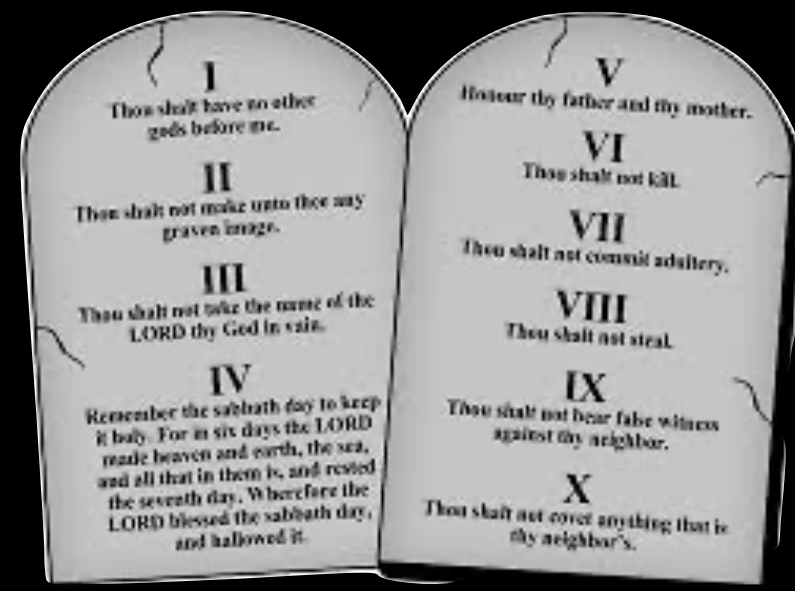 I
Thou shalt have no other
gods before me.
II
Thou shalt not make unto thee any
graven image.
III
Thou shalt not take the name of the
LORD thy God in vain.
IV
Remember the sabbath day to keep
it holy. For in six days the LORD
made heaven and earth, the sea,
and all that in them is, and rested
the seventh day. Wherefore the
LORD blessed the sabbath day,
and hallowed it.
V
Honour thy father and thy mother.
VI
Thou shalt not kill.
VII
Thou shalt not commit adultery.
VIII
Thou shalt not steal.
IX
Thou shalt not bear false witness
against thy neighbor.
X
Thou shalt not covet anything that is
thy neighbor's.